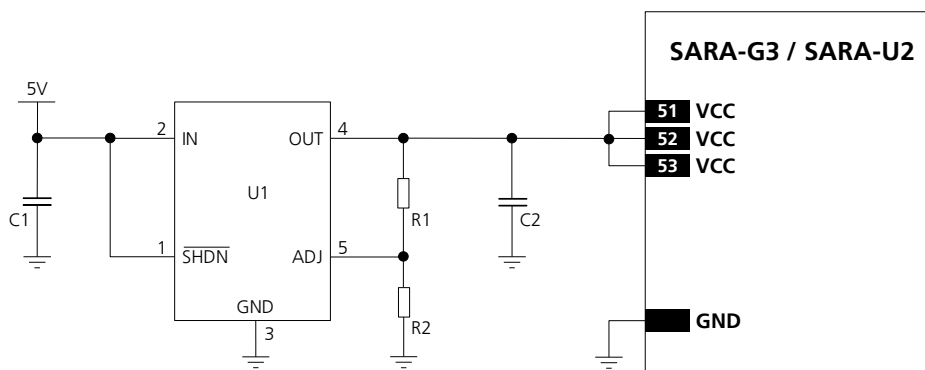 SARA-G3 / SARA-U2
5V
51 VCC
2 IN OUT 4
52 VCC
53 VCC
U1
C1
R1
C2
1 SHDN ADJ 5
GND
3
R2
GND